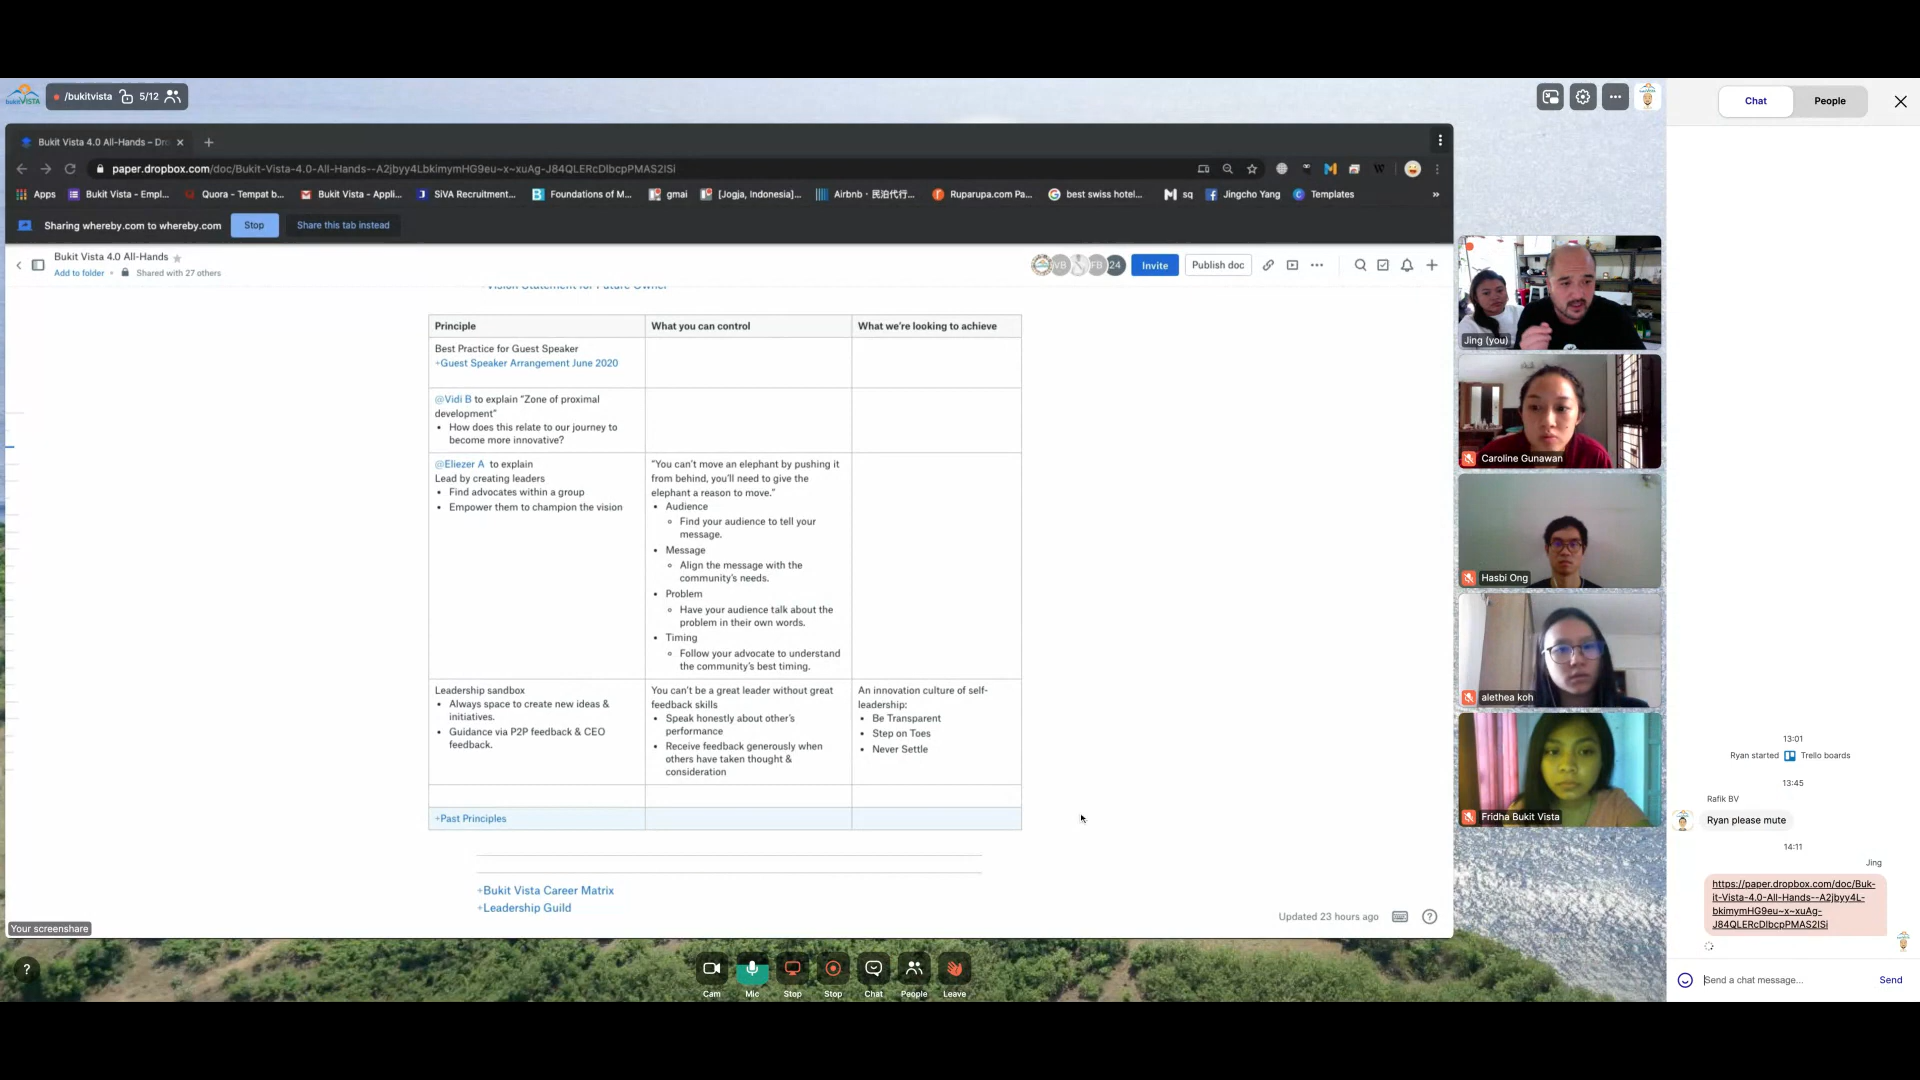 bukitVISTA
/bukitvista 5/12
Chat
People
Bukit Vista 4.0 All-Hands – Dr
paper.dropbox.com/doc/Bukit-Vista-4.0-All-Hands--A2jbyy4LbkimymHG9eu~x~xuAg-J84QLERcDlbcpPMAS2ISi
Apps
Bukit Vista - Empl...
Quora - Tempat b...
Bukit Vista - Appli...
SiVA Recruitment...
Foundations of M...
gmai
[Jogja, Indonesia]...
Airbnb・民泊代行...
Ruparupa.com Pa...
best swiss hotel...
sq
Jingcho Yang
Templates
»
Sharing whereby.com to whereby.com
Stop
Share this tab instead
Bukit Vista 4.0 All-Hands
Add to folder • Shared with 27 others
VB
FB
24
Invite
Publish doc
+Vision Statement for Future Owner
Principle
What you can control
What we're looking to achieve
Best Practice for Guest Speaker
+Guest Speaker Arrangement June 2020
@Vidi B to explain "Zone of proximal
development"
• How does this relate to our journey to
become more innovative?
@Eliezer A to explain
Lead by creating leaders
• Find advocates within a group
• Empower them to champion the vision
"You can't move an elephant by pushing it
from behind, you'll need to give the
elephant a reason to move."
• Audience
◦ Find your audience to tell your
message.
• Message
◦ Align the message with the
community's needs.
• Problem
◦ Have your audience talk about the
problem in their own words.
• Timing
◦ Follow your advocate to understand
the community's best timing.
Leadership sandbox
• Always space to create new ideas &
initiatives.
• Guidance via P2P feedback & CEO
feedback.
You can't be a great leader without great
feedback skills
• Speak honestly about other's
performance
• Receive feedback generously when
others have taken thought &
consideration
An innovation culture of self-
leadership:
• Be Transparent
• Step on Toes
• Never Settle
+Past Principles
+Bukit Vista Career Matrix
+Leadership Guild
Updated 23 hours ago
?
Your screenshare
Jing (you)
Caroline Gunawan
Hasbi Ong
alethea koh
Fridha Bukit Vista
13:01
Ryan started Trello boards
13:45
Rafik BV
Ryan please mute
14:11
Jing
https://paper.dropbox.com/doc/Buk-
it-Vista-4.0-All-Hands--A2jbyy4L-
bkimymHG9eu~x~xuAg-
J84QLERcDlbcpPMAS2ISi
Send a chat message...
Send
?
Cam
Mic
Stop
Stop
Chat
People
Leave